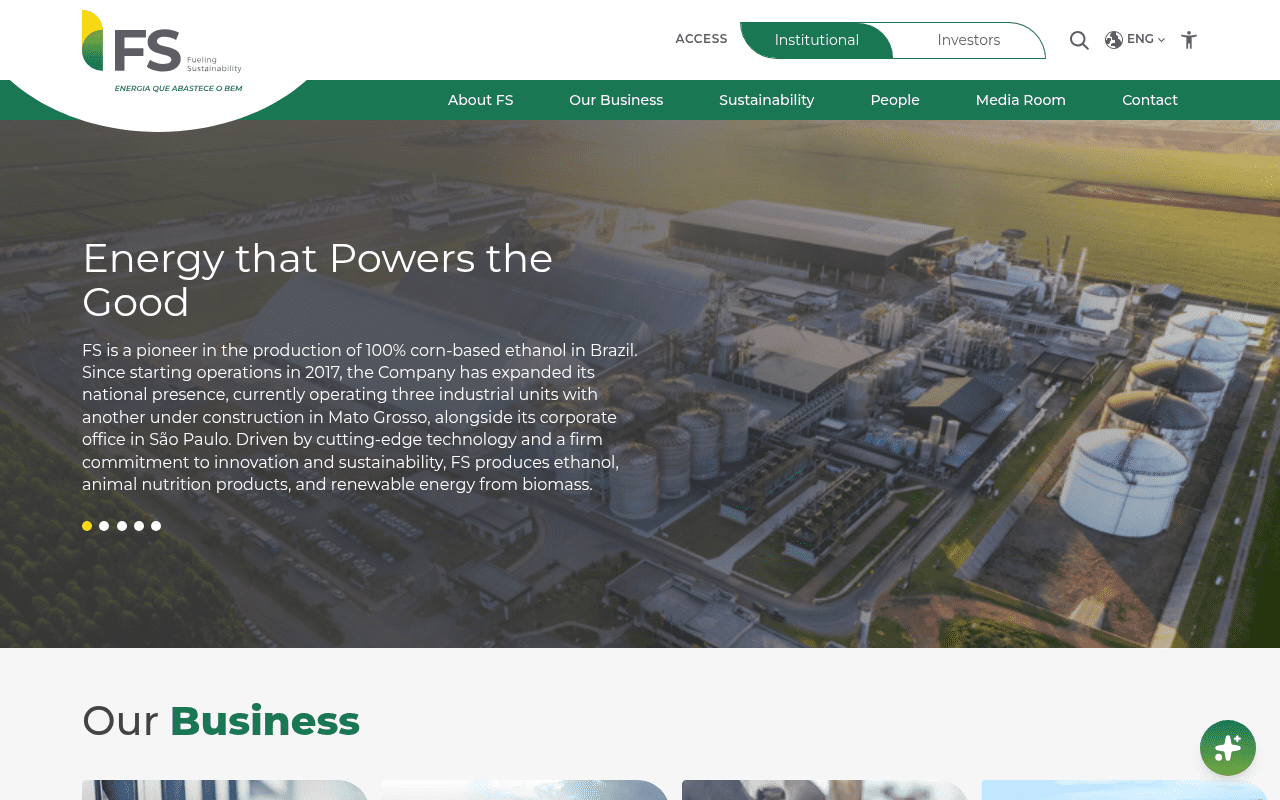 FS
Fueling
Sustainability
ENERGIA QUE ABASTECE O BEM
ACCESS
Institutional
Investors
ENG
About FS
Our Business
Sustainability
People
Media Room
Contact
Energy that Powers the
Good
FS is a pioneer in the production of 100% corn-based ethanol in Brazil.
Since starting operations in 2017, the Company has expanded its
national presence, currently operating three industrial units with
another under construction in Mato Grosso, alongside its corporate
office in São Paulo. Driven by cutting-edge technology and a firm
commitment to innovation and sustainability, FS produces ethanol,
animal nutrition products, and renewable energy from biomass.
Our Business